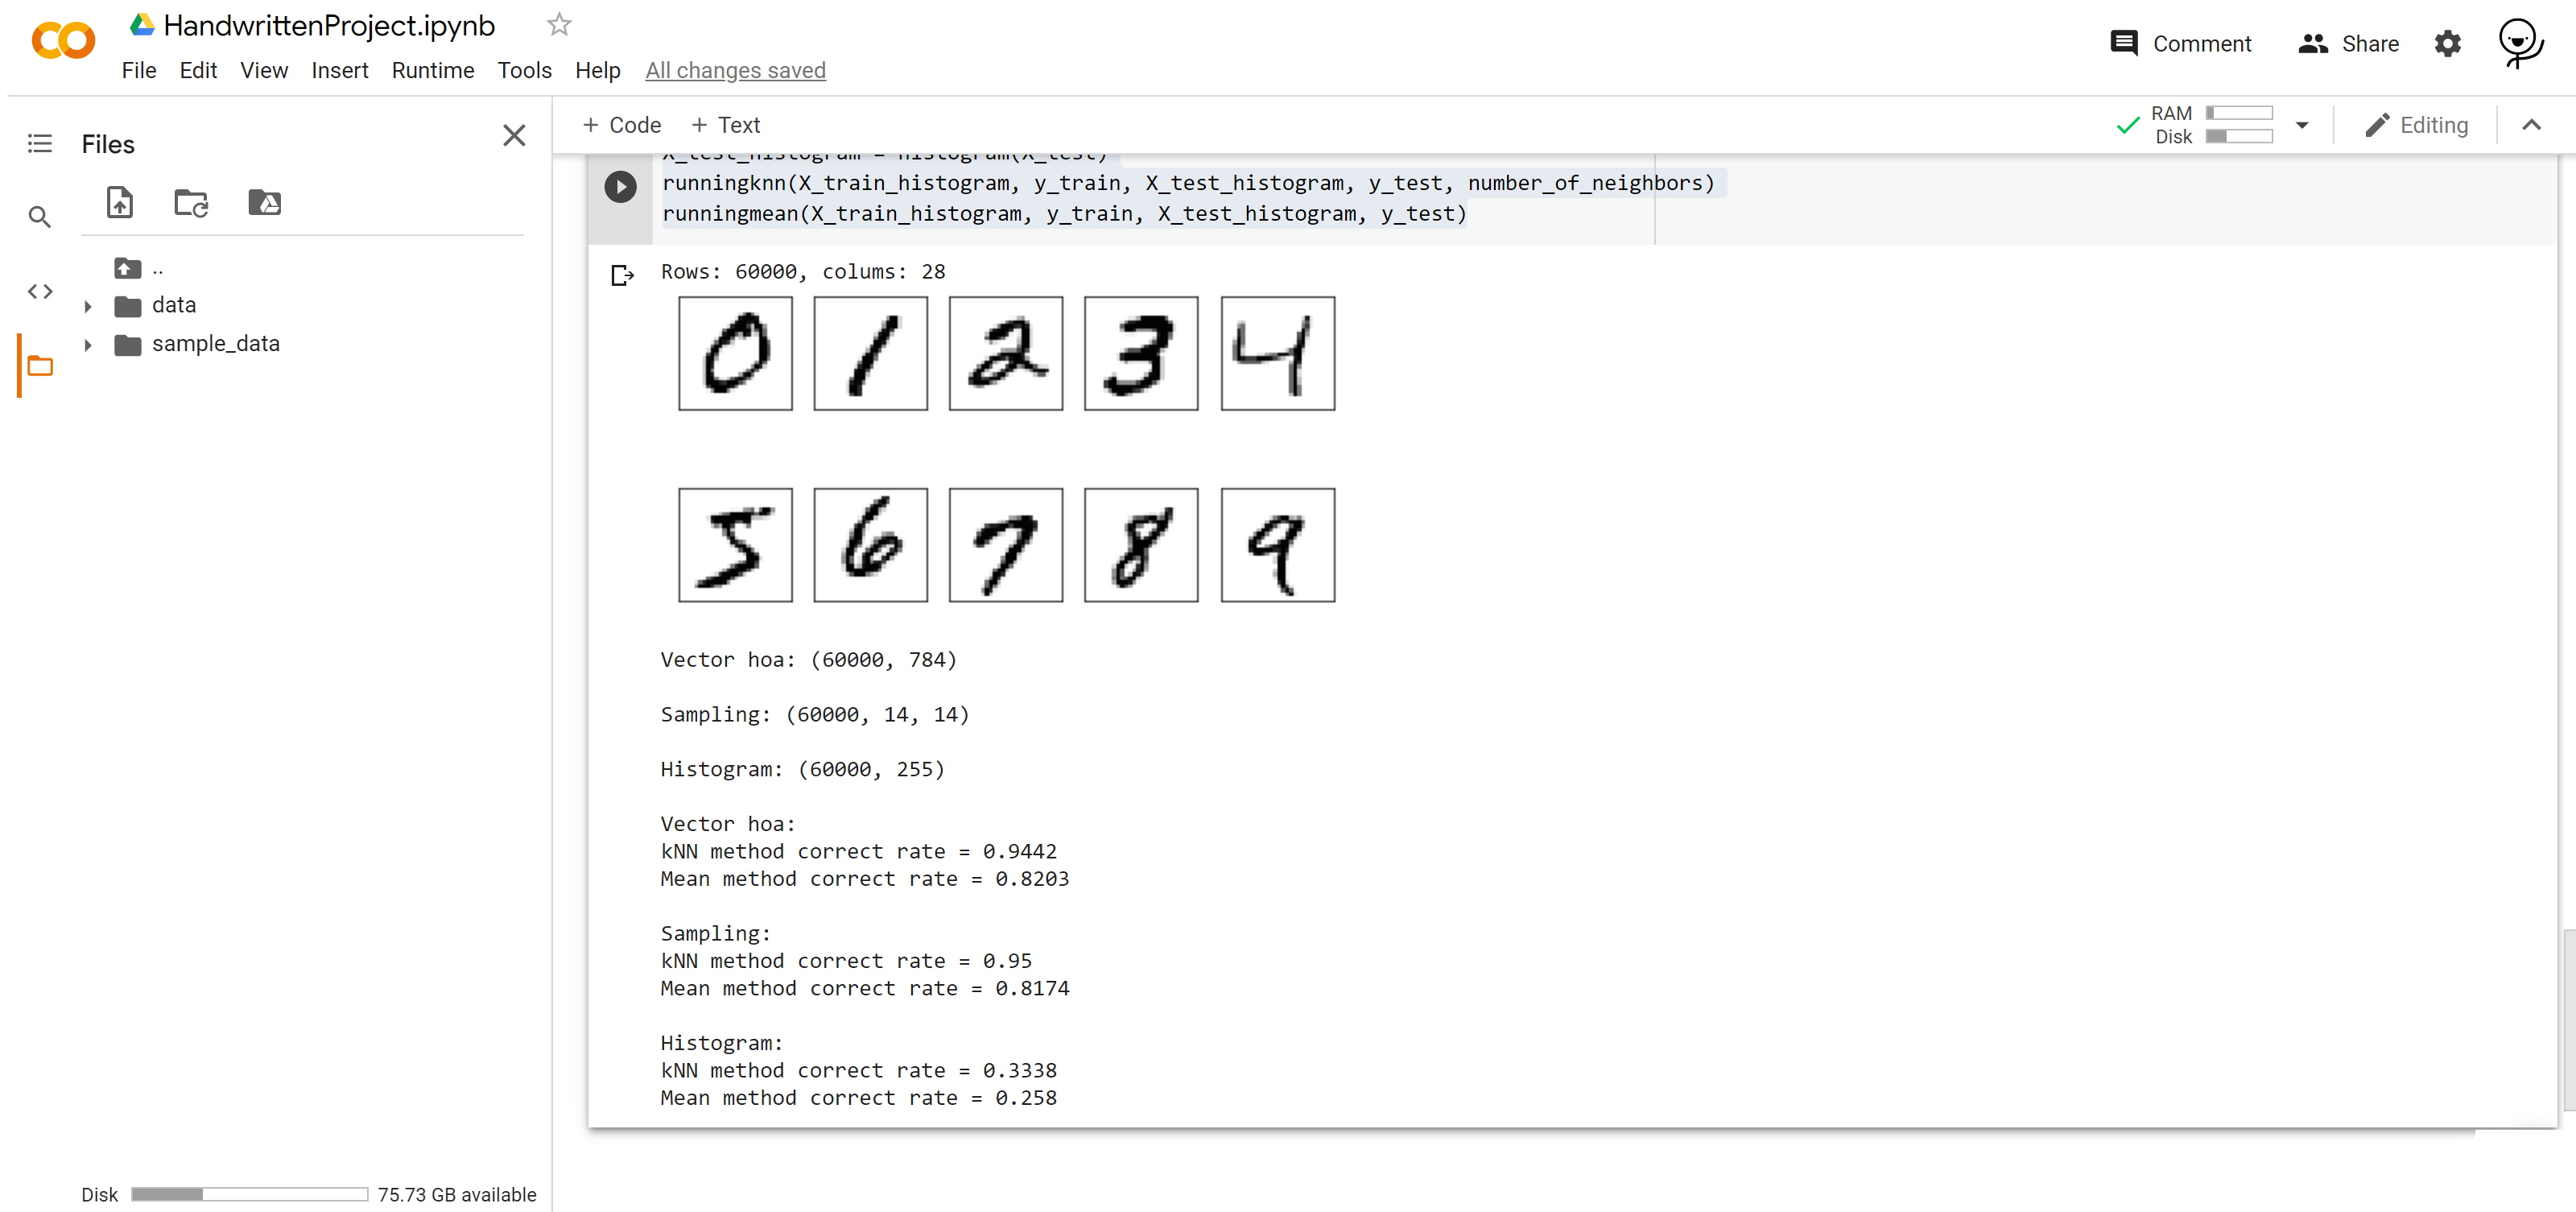 HandwrittenProject.ipynb
File Edit View Insert Runtime Tools Help All changes saved
Comment Share
Files
+ Code + Text
RAM
Disk
Editing
..
data
sample_data
X_test_histogram = histogram(X_test)
runningknn(X_train_histogram, y_train, X_test_histogram, y_test, number_of_neighbors)
runningmean(X_train_histogram, y_train, X_test_histogram, y_test)
Rows: 60000, colums: 28
0 1 2 3 4
5 6 7 8 9
Vector hoa: (60000, 784)
Sampling: (60000, 14, 14)
Histogram: (60000, 255)
Vector hoa:
kNN method correct rate = 0.9442
Mean method correct rate = 0.8203
Sampling:
kNN method correct rate = 0.95
Mean method correct rate = 0.8174
Histogram:
kNN method correct rate = 0.3338
Mean method correct rate = 0.258
Disk 75.73 GB available